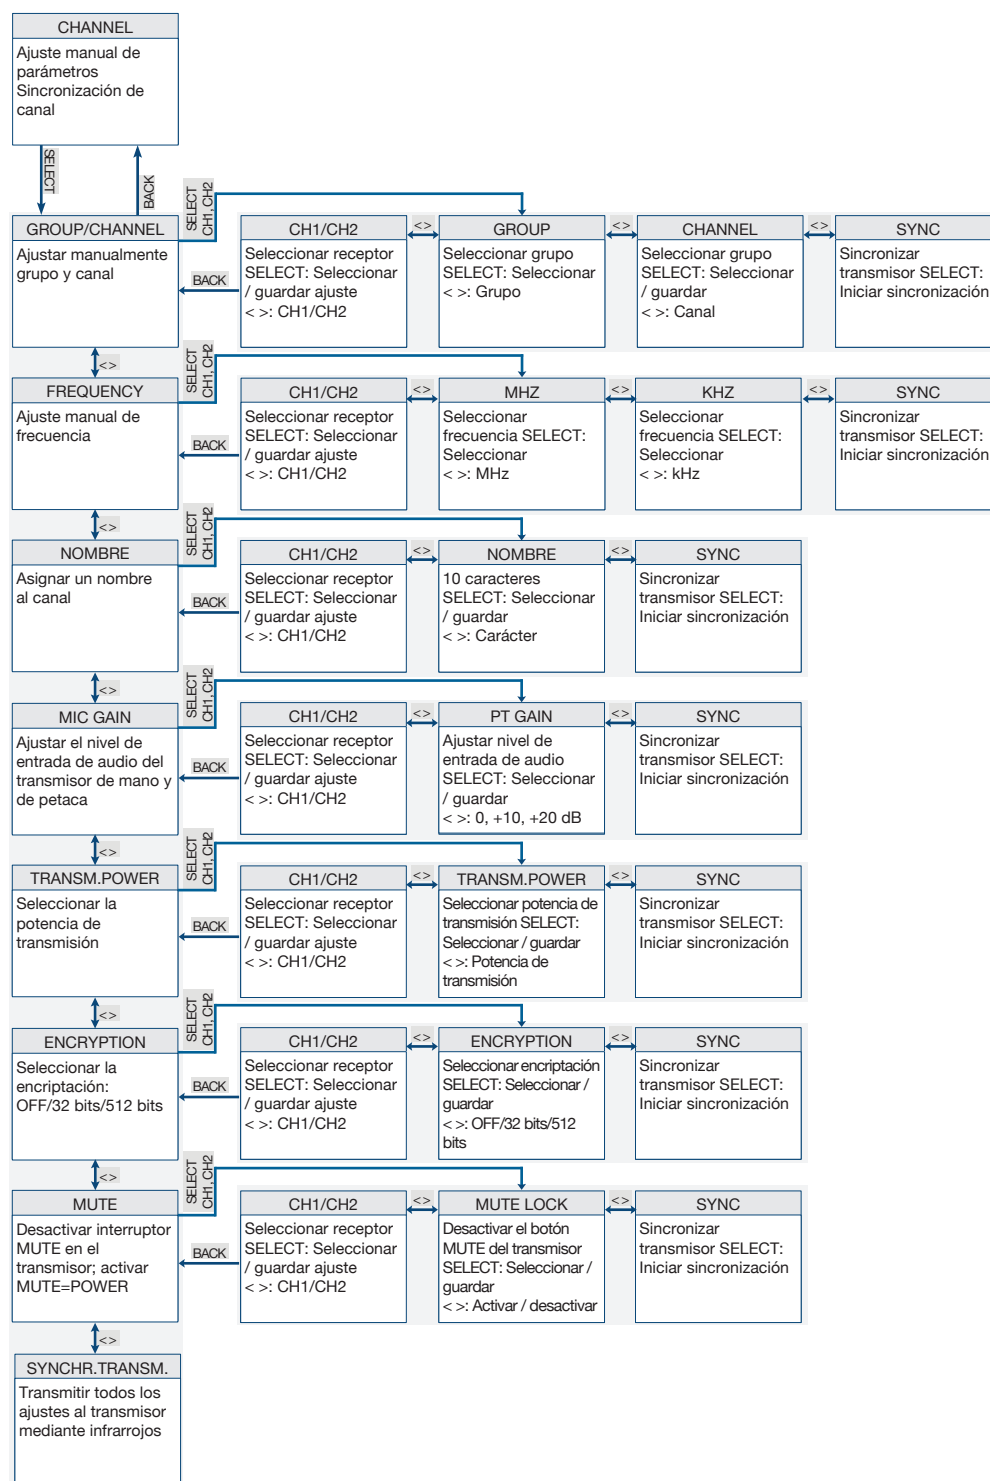 CHANNEL
Ajuste manual de
parámetros
Sincronización de
canal
SELECT
BACK
GROUP/CHANNEL
Ajustar manualmente
grupo y canal
SELECT
CH1, CH2
BACK
CH1/CH2
Seleccionar receptor
SELECT: Seleccionar
/ guardar ajuste
< >: CH1/CH2
<>
GROUP
Seleccionar grupo
SELECT: Seleccionar
< >: Grupo
<>
CHANNEL
Seleccionar grupo
SELECT: Seleccionar
/ guardar
< >: Canal
<>
SYNC
Sincronizar
transmisor SELECT:
Iniciar sincronización
<>
FREQUENCY
Ajuste manual de
frecuencia
SELECT
CH1, CH2
BACK
CH1/CH2
Seleccionar receptor
SELECT: Seleccionar
/ guardar ajuste
< >: CH1/CH2
<>
MHZ
Seleccionar
frecuencia SELECT:
Seleccionar
< >: MHz
<>
KHZ
Seleccionar
frecuencia SELECT:
Seleccionar
< >: kHz
<>
SYNC
Sincronizar
transmisor SELECT:
Iniciar sincronización
<>
NOMBRE
Asignar un nombre
al canal
SELECT
CH1, CH2
BACK
CH1/CH2
Seleccionar receptor
SELECT: Seleccionar
/ guardar ajuste
< >: CH1/CH2
<>
NOMBRE
10 caracteres
SELECT: Seleccionar
/ guardar
< >: Carácter
<>
SYNC
Sincronizar
transmisor SELECT:
Iniciar sincronización
<>
MIC GAIN
Ajustar el nivel de
entrada de audio del
transmisor de mano y
de petaca
SELECT
CH1, CH2
BACK
CH1/CH2
Seleccionar receptor
SELECT: Seleccionar
/ guardar ajuste
< >: CH1/CH2
<>
PT GAIN
Ajustar nivel de
entrada de audio
SELECT: Seleccionar
/ guardar
< >: 0, +10, +20 dB
<>
SYNC
Sincronizar
transmisor SELECT:
Iniciar sincronización
<>
TRANSM.POWER
Seleccionar la
potencia de
transmisión
SELECT
CH1, CH2
BACK
CH1/CH2
Seleccionar receptor
SELECT: Seleccionar
/ guardar ajuste
< >: CH1/CH2
<>
TRANSM.POWER
Seleccionar potencia de
transmisión SELECT:
Seleccionar / guardar
< >: Potencia de
transmisión
<>
SYNC
Sincronizar
transmisor SELECT:
Iniciar sincronización
<>
ENCRYPTION
Seleccionar la
encriptación:
OFF/32 bits/512 bits
SELECT
CH1, CH2
BACK
CH1/CH2
Seleccionar receptor
SELECT: Seleccionar
/ guardar ajuste
< >: CH1/CH2
<>
ENCRYPTION
Seleccionar encriptación
SELECT: Seleccionar /
guardar
< >: OFF/32 bits/512
bits
<>
SYNC
Sincronizar
transmisor SELECT:
Iniciar sincronización
<>
MUTE
Desactivar interruptor
MUTE en el
transmisor; activar
MUTE=POWER
SELECT
CH1, CH2
BACK
CH1/CH2
Seleccionar receptor
SELECT: Seleccionar
/ guardar ajuste
< >: CH1/CH2
<>
MUTE LOCK
Desactivar el botón
MUTE del transmisor
SELECT: Seleccionar /
guardar
< >: Activar / desactivar
<>
SYNC
Sincronizar
transmisor SELECT:
Iniciar sincronización
<>
SYNCHR.TRANSM.
Transmitir todos los
ajustes al transmisor
mediante infrarrojos